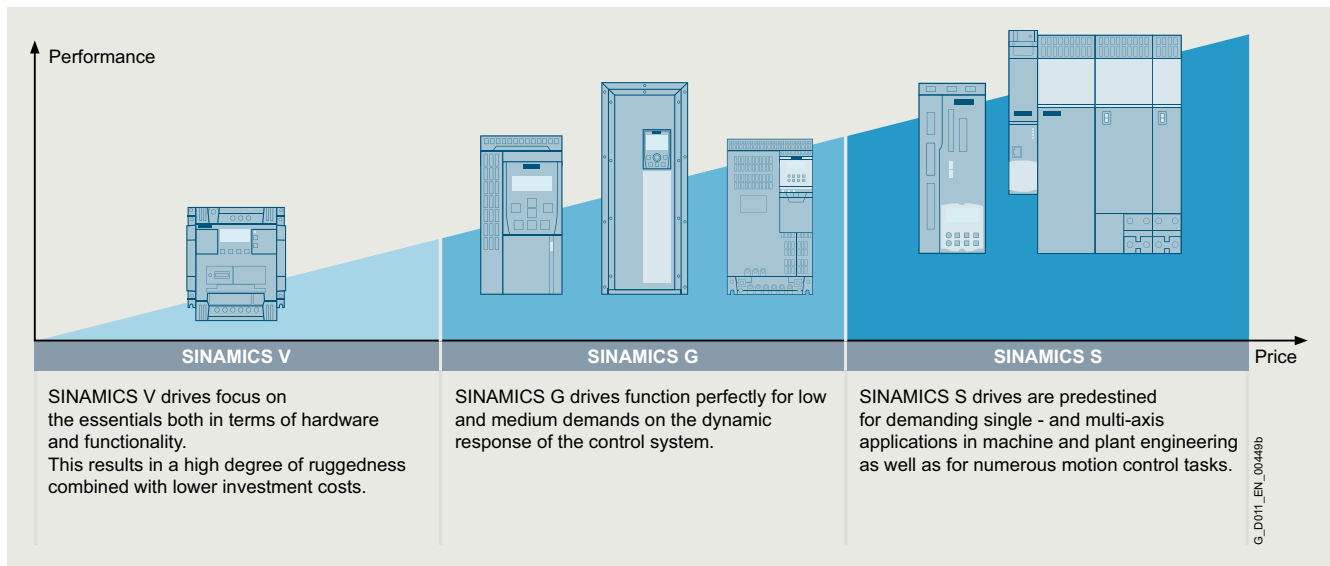 Performance
SINAMICS V
SINAMICS G
SINAMICS S
Price
SINAMICS V drives focus on
the essentials both in terms of hardware
and functionality.
This results in a high degree of ruggedness
combined with lower investment costs.
SINAMICS G drives function perfectly for low
and medium demands on the dynamic
response of the control system.
SINAMICS S drives are predestined
for demanding single - and multi-axis
applications in machine and plant engineering
as well as for numerous motion control tasks.
G_D011_EN_00449b